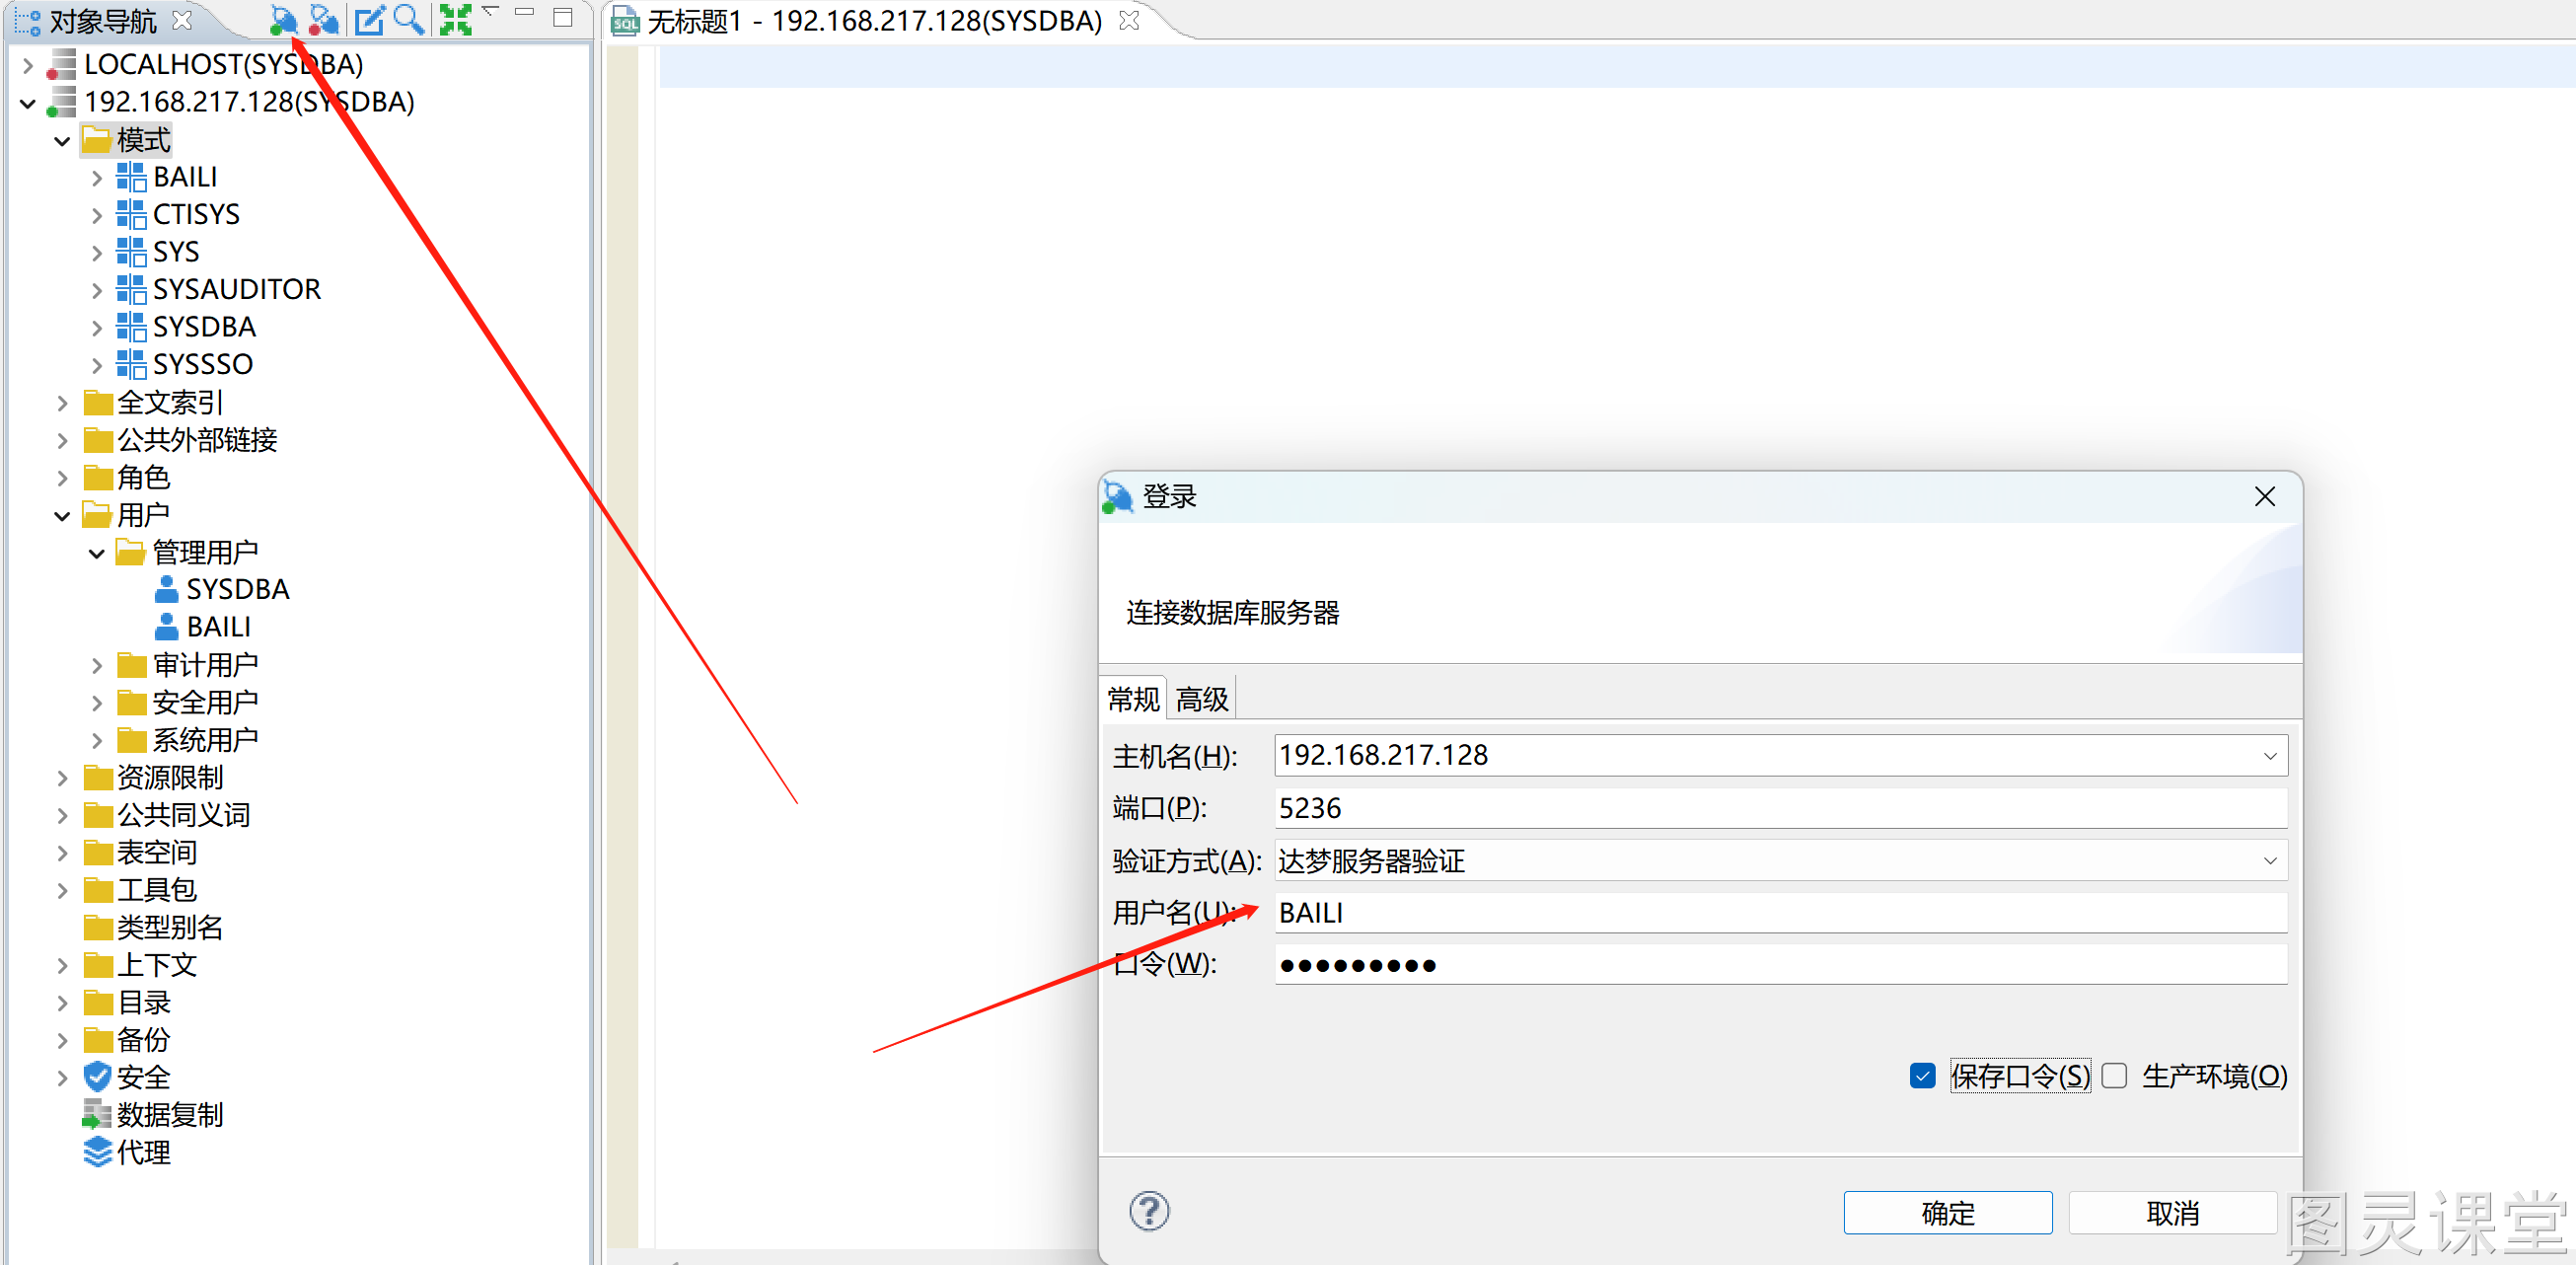 对象导航
LOCALHOST(SYSDBA)
192.168.217.128(SYSDBA)
模式
BAILI
CTISYS
SYS
SYSAUDITOR
SYSDBA
SYSSSO
全文索引
公共外部链接
角色
用户
管理用户
SYSDBA
BAILI
审计用户
安全用户
系统用户
资源限制
公共同义词
表空间
工具包
类型别名
上下文
目录
备份
安全
数据复制
代理
SQL 无标题1 - 192.168.217.128(SYSDBA)
登录
连接数据库服务器
常规 高级
主机名(H): 192.168.217.128
端口(P): 5236
验证方式(A): 达梦服务器验证
用户名(U): BAILI
口令(W): ●●●●●●●●●
保存口令(S) 生产环境(O)
确定 取消
图灵课堂